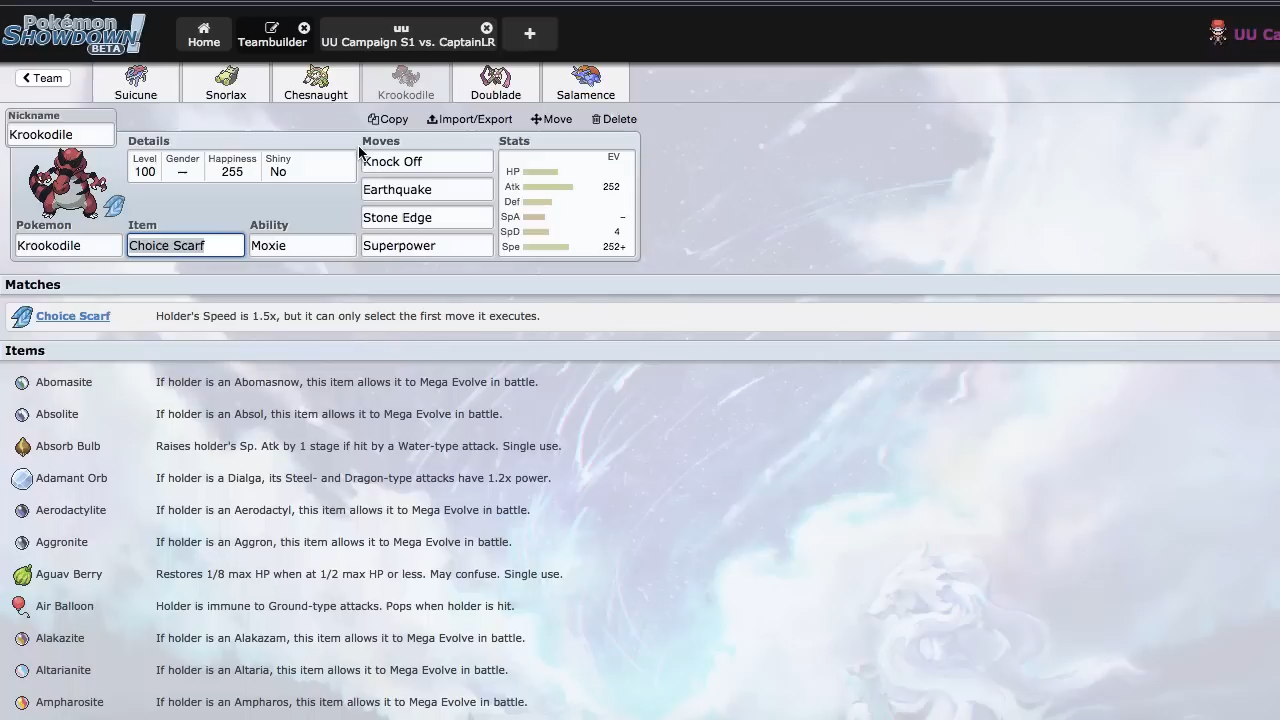 Pokémon
SHOWDOWN!
BETA
Home
Teambuilder
uu
UU Campaign S1 vs. CaptainLR
+
UU Ca
Team
Suicune
Snorlax
Chesnaught
Krookodile
Doublade
Salamence
Copy
Import/Export
Move
Delete
Nickname
Krookodile
Details
Level
100
Gender
—
Happiness
255
Shiny
No
Pokemon
Krookodile
Item
Choice Scarf
Ability
Moxie
Moves
Knock Off
Earthquake
Stone Edge
Superpower
Stats
EV
HP
Atk 252
Def
SpA –
SpD 4
Spe 252+
Matches
Choice Scarf Holder's Speed is 1.5x, but it can only select the first move it executes.
Items
Abomasite If holder is an Abomasnow, this item allows it to Mega Evolve in battle.
Absolite If holder is an Absol, this item allows it to Mega Evolve in battle.
Absorb Bulb Raises holder's Sp. Atk by 1 stage if hit by a Water-type attack. Single use.
Adamant Orb If holder is a Dialga, its Steel- and Dragon-type attacks have 1.2x power.
Aerodactylite If holder is an Aerodactyl, this item allows it to Mega Evolve in battle.
Aggronite If holder is an Aggron, this item allows it to Mega Evolve in battle.
Aguav Berry Restores 1/8 max HP when at 1/2 max HP or less. May confuse. Single use.
Air Balloon Holder is immune to Ground-type attacks. Pops when holder is hit.
Alakazite If holder is an Alakazam, this item allows it to Mega Evolve in battle.
Altarianite If holder is an Altaria, this item allows it to Mega Evolve in battle.
Ampharosite If holder is an Ampharos, this item allows it to Mega Evolve in battle.